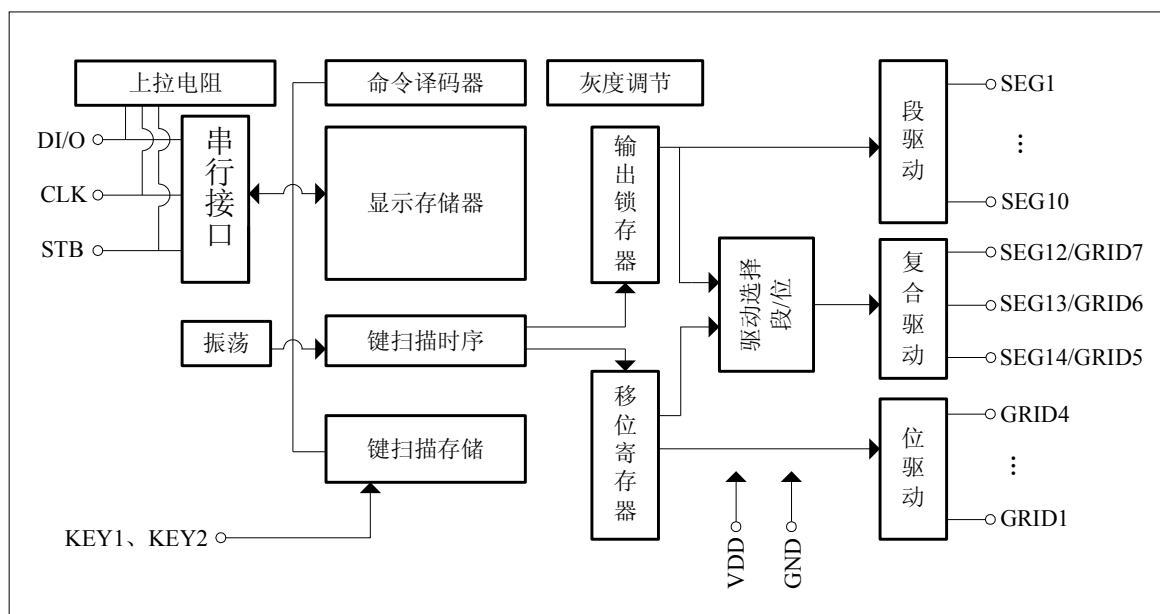 上拉电阻
命令译码器
灰度调节
DI/O
CLK
STB
串行接口
显示存储器
输出锁存器
段驱动
SEG1
⋮
SEG10
驱动选择
段/位
复合驱动
SEG12/GRID7
SEG13/GRID6
SEG14/GRID5
振荡
键扫描时序
键扫描存储
移位寄存器
位驱动
GRID4
⋮
GRID1
KEY1、KEY2
VDD
GND